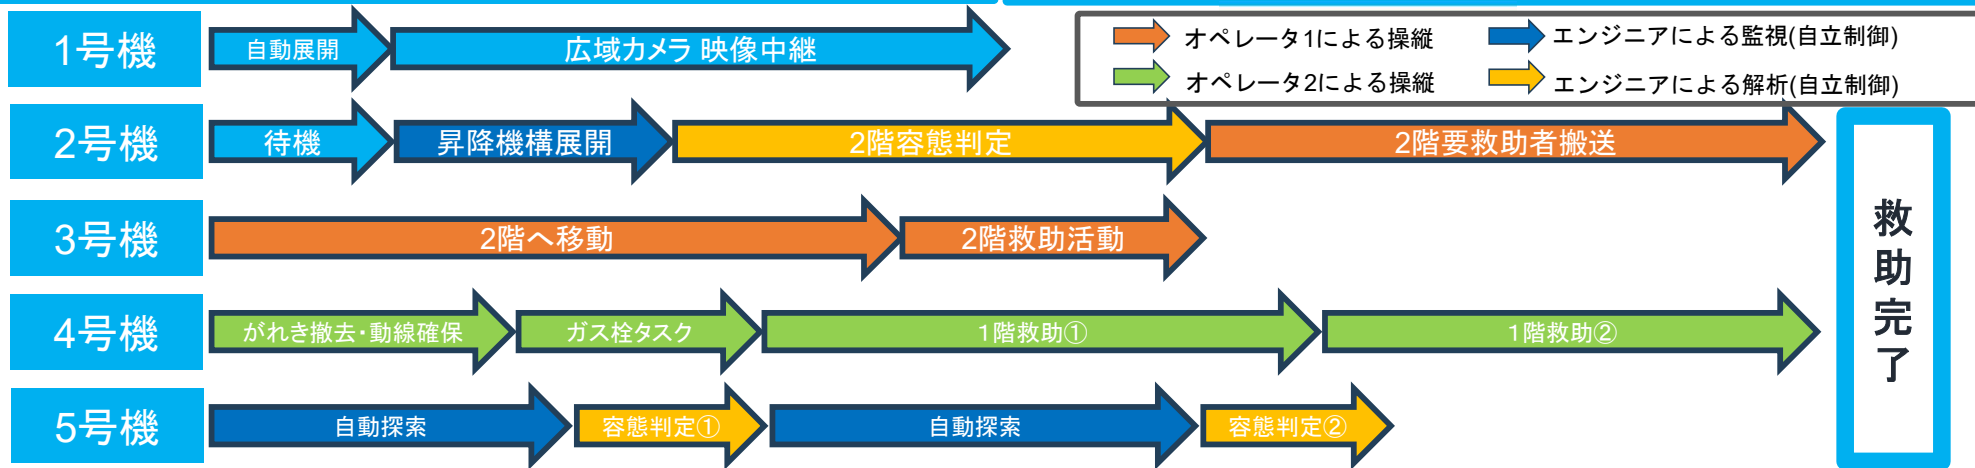 1号機
自動展開
広域カメラ 映像中継
オペレータ1による操縦
エンジニアによる監視(自立制御)
オペレータ2による操縦
エンジニアによる解析(自立制御)
2号機
待機
昇降機構展開
2階容態判定
2階要救助者搬送
3号機
2階へ移動
2階救助活動
4号機
がれき撤去・動線確保
ガス栓タスク
1階救助①
1階救助②
5号機
自動探索
容態判定①
自動探索
容態判定②
救助完了